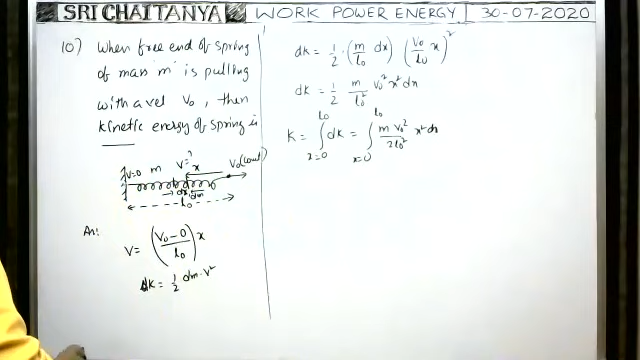 SRI CHAITANYA
WORK POWER ENERGY
30-07-2020
10) When free end of spring
of mass 'm' is pulling
with a vel V₀, then
kinetic energy of spring is
V=0 m V=? x V₀(const)
dx, dm
l₀
An:
V = ((V₀-0)/l₀) x
dK = 1/2 dm · V²
dK = 1/2 · (m/l₀ dx) (V₀/l₀ x)²
dK = 1/2 m/l₀² V₀² x² dx
K = ∫_{x=0}^{l₀} dK = ∫_{x=0}^{l₀} (m V₀²)/(2l₀²) x² dx